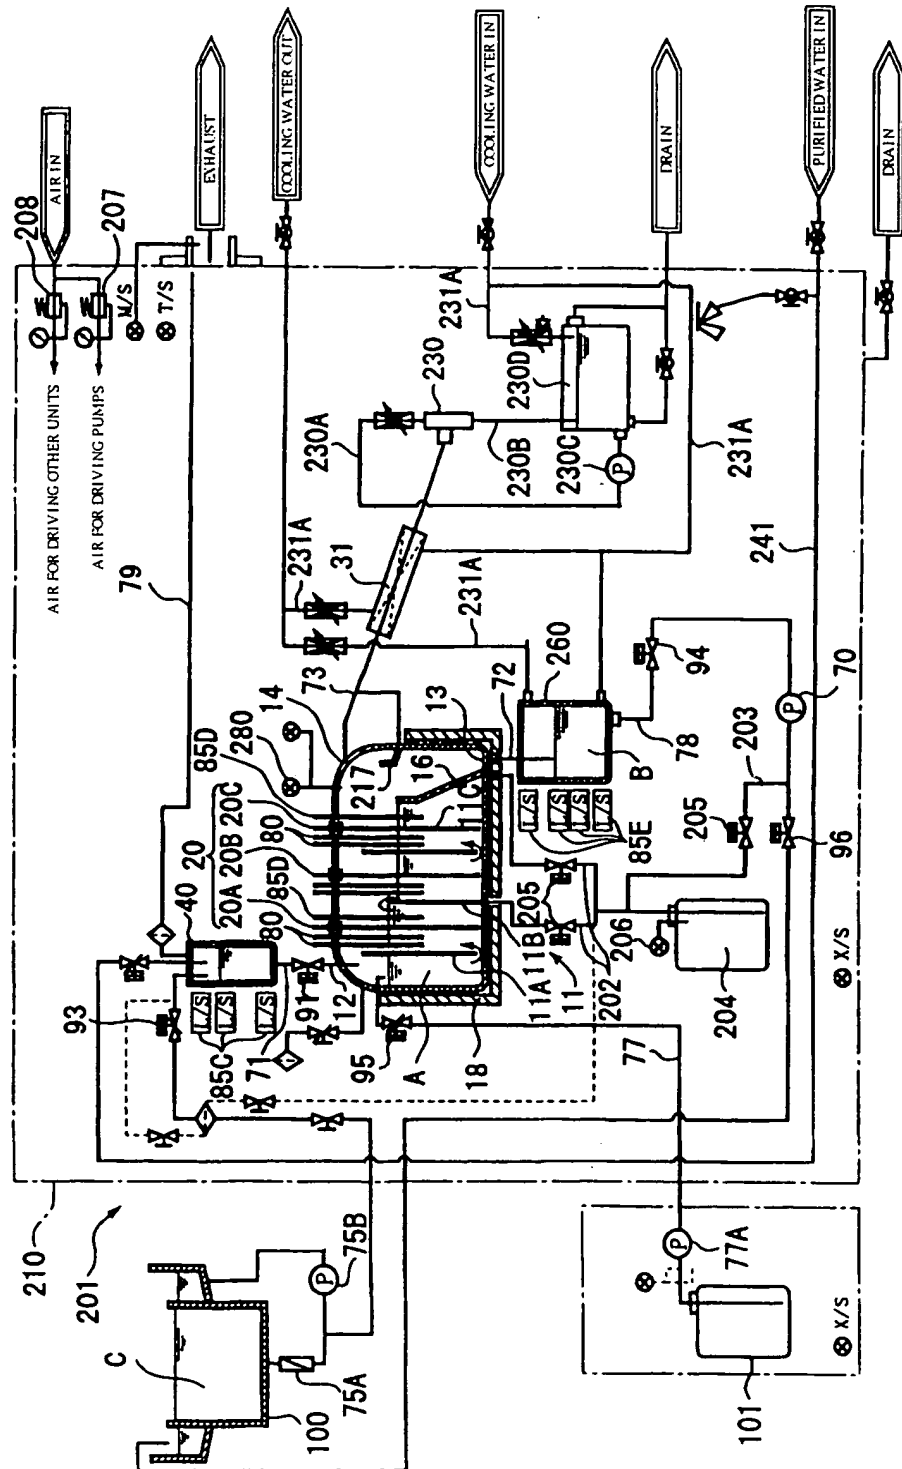 AIR IN
EXHAUST
COOLING WATER OUT
COOLING WATER IN
DRAIN
PURIFIED WATER IN
DRAIN
208
207
M/S
T/S
AIR FOR DRIVING OTHER UNITS
AIR FOR DRIVING PUMPS
79
231A
230
230A
230B
230C
230D
231A
31
231A
231A
241
73
14
280
85D
20
20C
20B
20A
80
85D
80
40
217
16
13
72
260
94
70
78
B
203
205
96
L/S
L/S
L/S
L/S
85E
11C
11B
11A
11
205
202
206
204
X/S
93
L/S
L/S
L/S
85C
71
91
12
95
A
18
77
210
201
C
100
75A
75B
P
P
P
P
77A
101
X/S